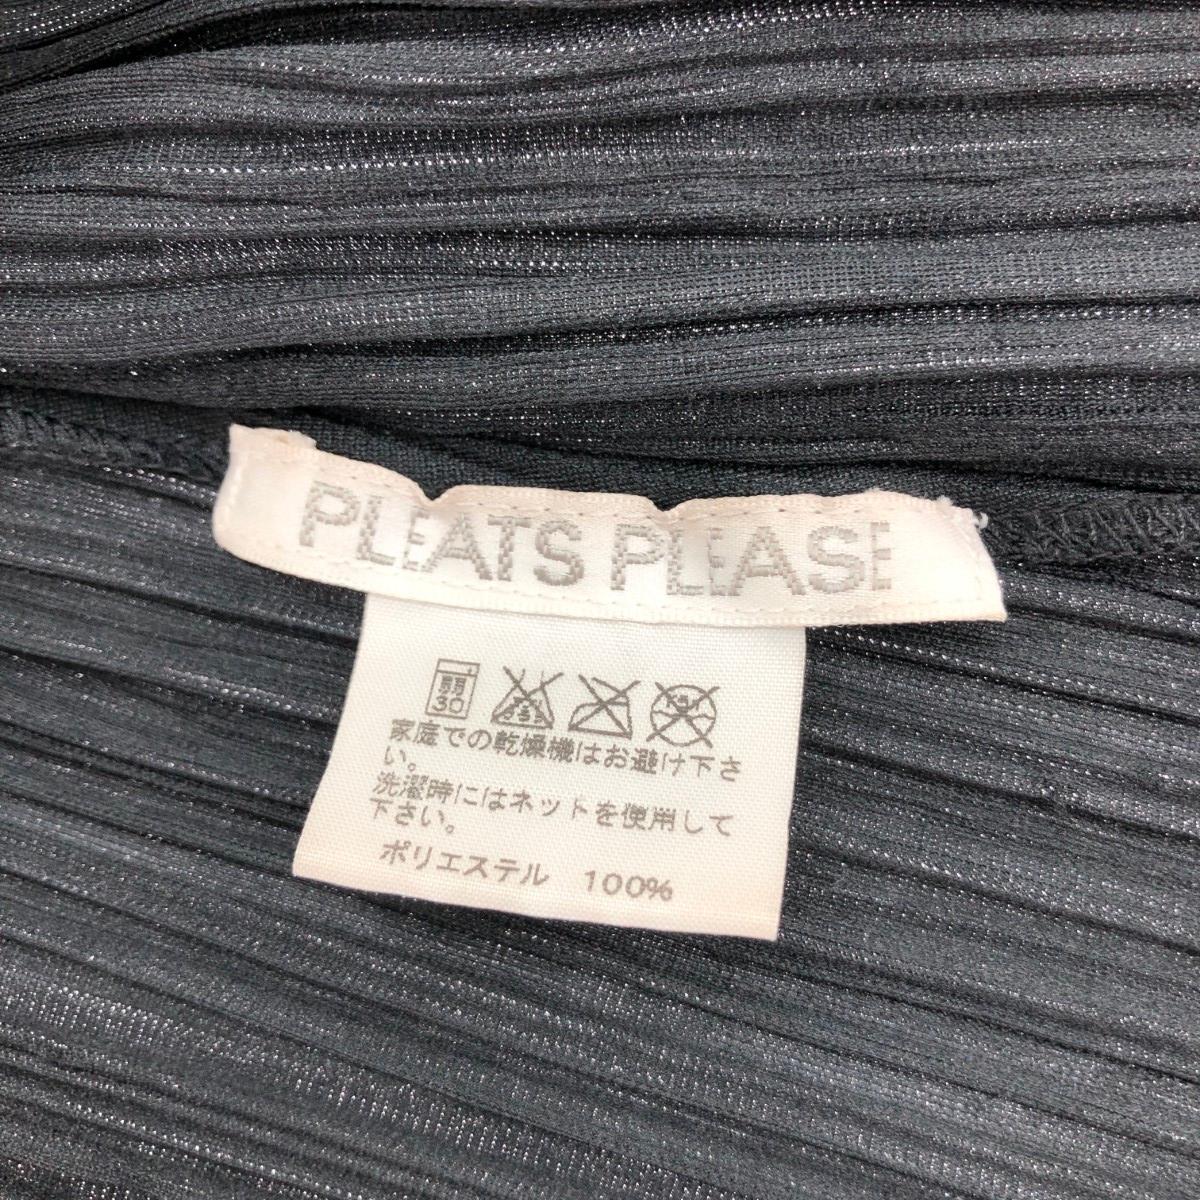 PLEATS PLEASE
弱
30
家庭での乾燥機はお避け下さ
い。
洗濯時にはネットを使用して
下さい。
ポリエステル 100%